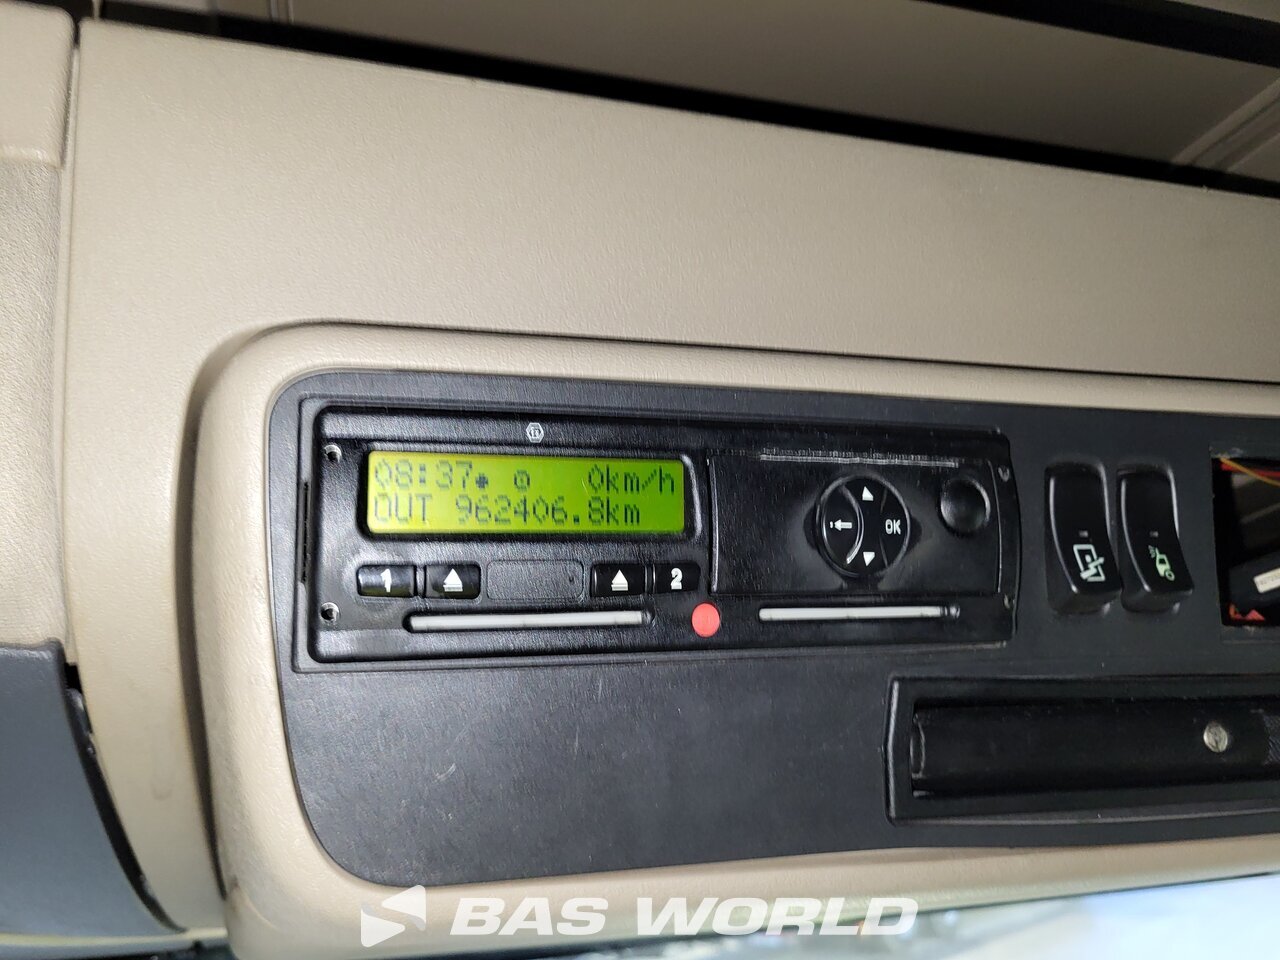 08:37 0km/h
OUT 962406.8km
1
2
OK
BAS WORLD